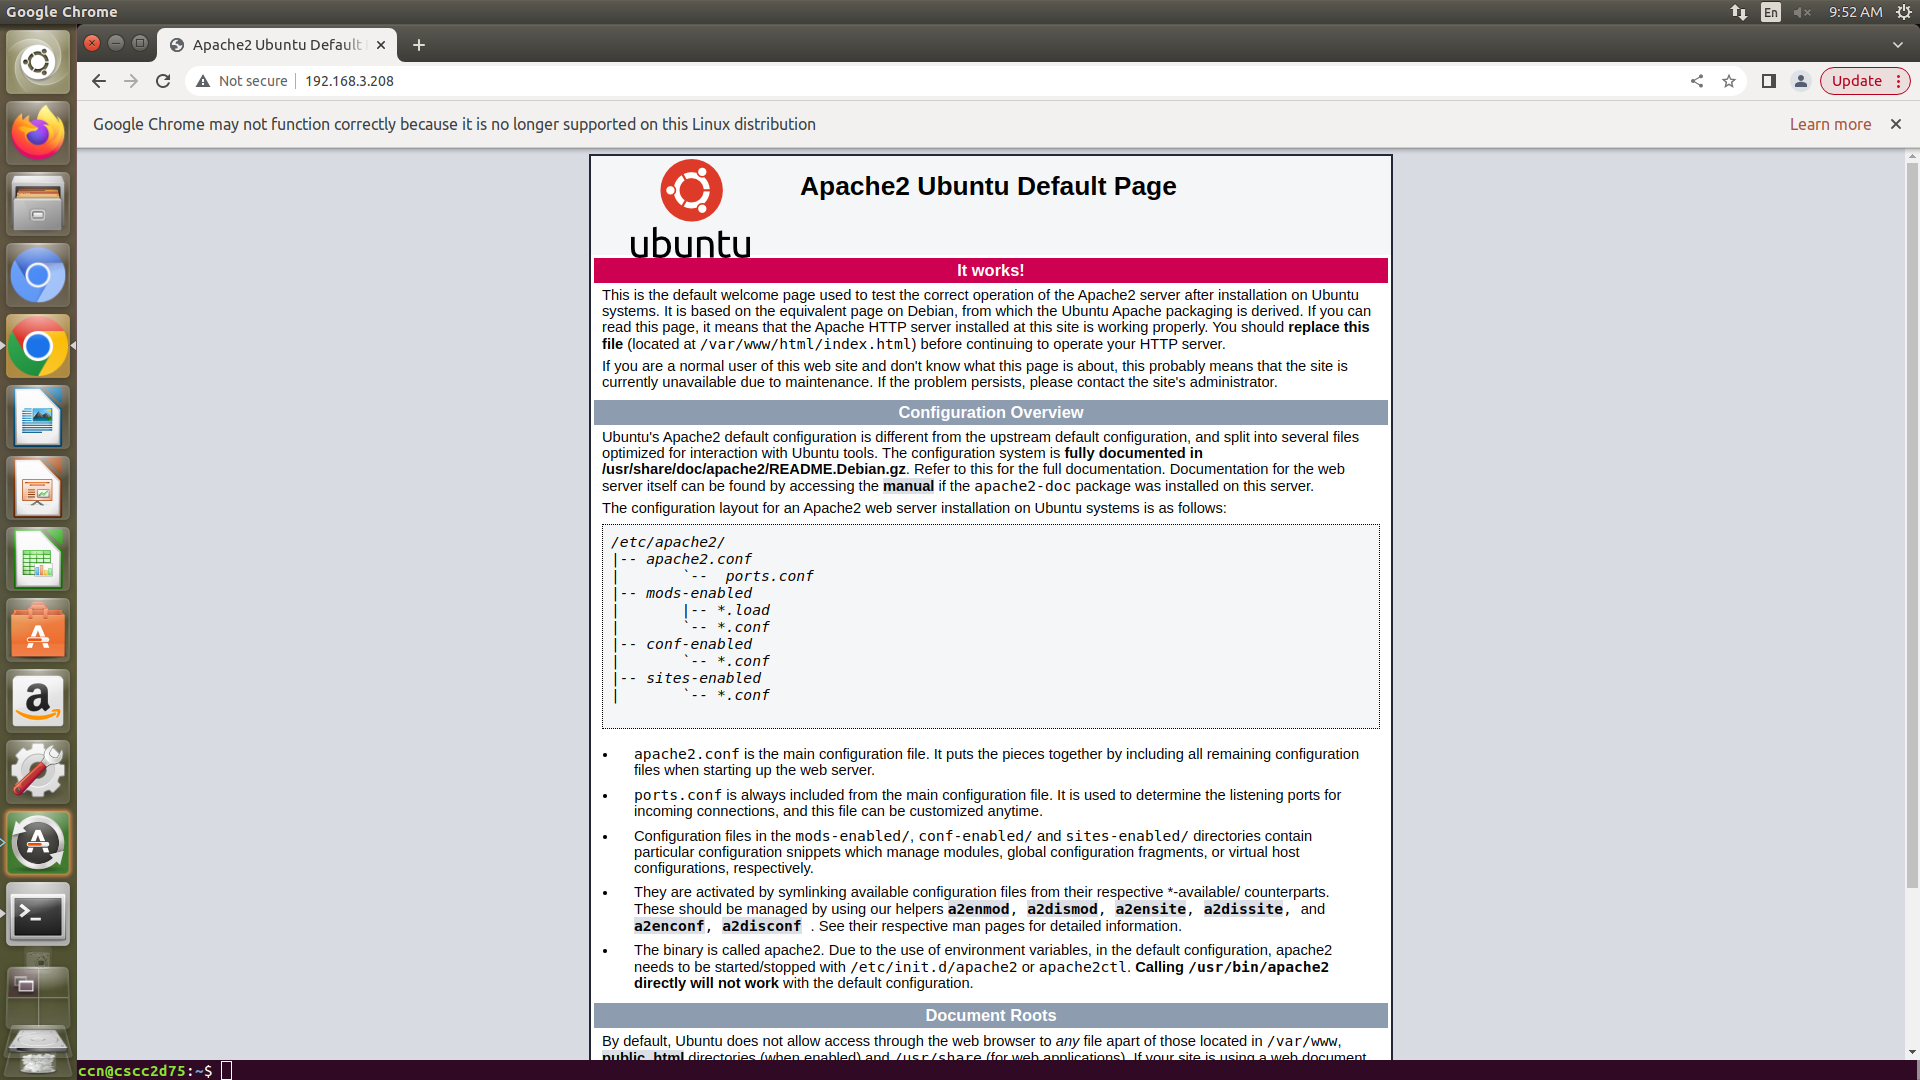 Google Chrome
En
9:52 AM
Apache2 Ubuntu Default
Not secure
192.168.3.208
Update
Google Chrome may not function correctly because it is no longer supported on this Linux distribution
Learn more
ubuntu
Apache2 Ubuntu Default Page
It works!
This is the default welcome page used to test the correct operation of the Apache2 server after installation on Ubuntu
systems. It is based on the equivalent page on Debian, from which the Ubuntu Apache packaging is derived. If you can
read this page, it means that the Apache HTTP server installed at this site is working properly. You should replace this
file (located at /var/www/html/index.html) before continuing to operate your HTTP server.
If you are a normal user of this web site and don't know what this page is about, this probably means that the site is
currently unavailable due to maintenance. If the problem persists, please contact the site's administrator.
Configuration Overview
Ubuntu's Apache2 default configuration is different from the upstream default configuration, and split into several files
optimized for interaction with Ubuntu tools. The configuration system is fully documented in
/usr/share/doc/apache2/README.Debian.gz. Refer to this for the full documentation. Documentation for the web
server itself can be found by accessing the manual if the apache2-doc package was installed on this server.
The configuration layout for an Apache2 web server installation on Ubuntu systems is as follows:
/etc/apache2/
|-- apache2.conf
|       `--  ports.conf
|-- mods-enabled
|       |-- *.load
|       `-- *.conf
|-- conf-enabled
|       `-- *.conf
|-- sites-enabled
|       `-- *.conf
• apache2.conf is the main configuration file. It puts the pieces together by including all remaining configuration
files when starting up the web server.
• ports.conf is always included from the main configuration file. It is used to determine the listening ports for
incoming connections, and this file can be customized anytime.
• Configuration files in the mods-enabled/, conf-enabled/ and sites-enabled/ directories contain
particular configuration snippets which manage modules, global configuration fragments, or virtual host
configurations, respectively.
• They are activated by symlinking available configuration files from their respective *-available/ counterparts.
These should be managed by using our helpers a2enmod, a2dismod, a2ensite, a2dissite, and
a2enconf, a2disconf . See their respective man pages for detailed information.
• The binary is called apache2. Due to the use of environment variables, in the default configuration, apache2
needs to be started/stopped with /etc/init.d/apache2 or apache2ctl. Calling /usr/bin/apache2
directly will not work with the default configuration.
Document Roots
By default, Ubuntu does not allow access through the web browser to any file apart of those located in /var/www,
public_html directories (when enabled) and /usr/share (for web applications). If your site is using a web document
ccn@cscc2d75:~$